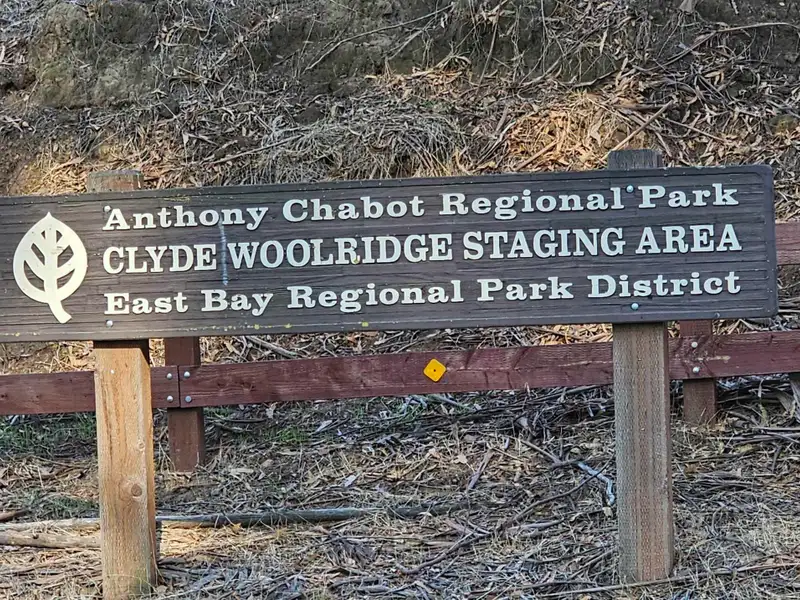 Anthony Chabot Regional Park
CLYDE WOOLRIDGE STAGING AREA
East Bay Regional Park District